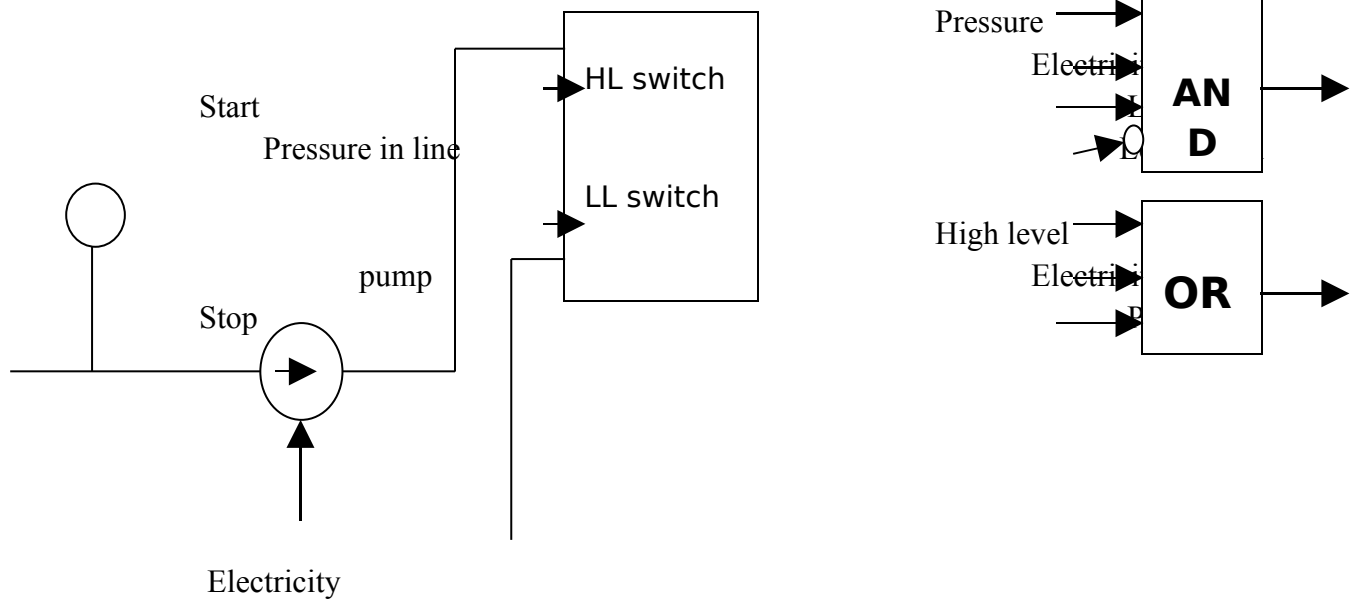 Pressure
HL switch
AN
D
Start
Pressure in line
LL switch
High level
OR
pump
Stop
Electricity